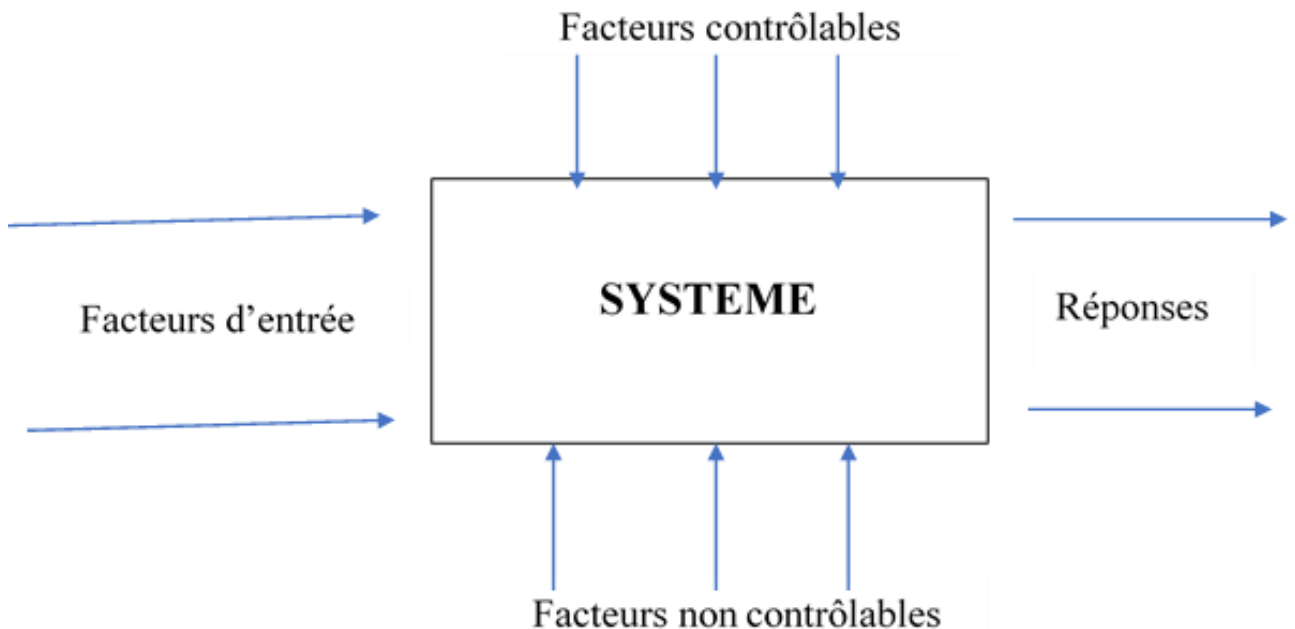 Facteurs contrôlables
SYSTEME
Facteurs d’entrée
Réponses
Facteurs non contrôlables